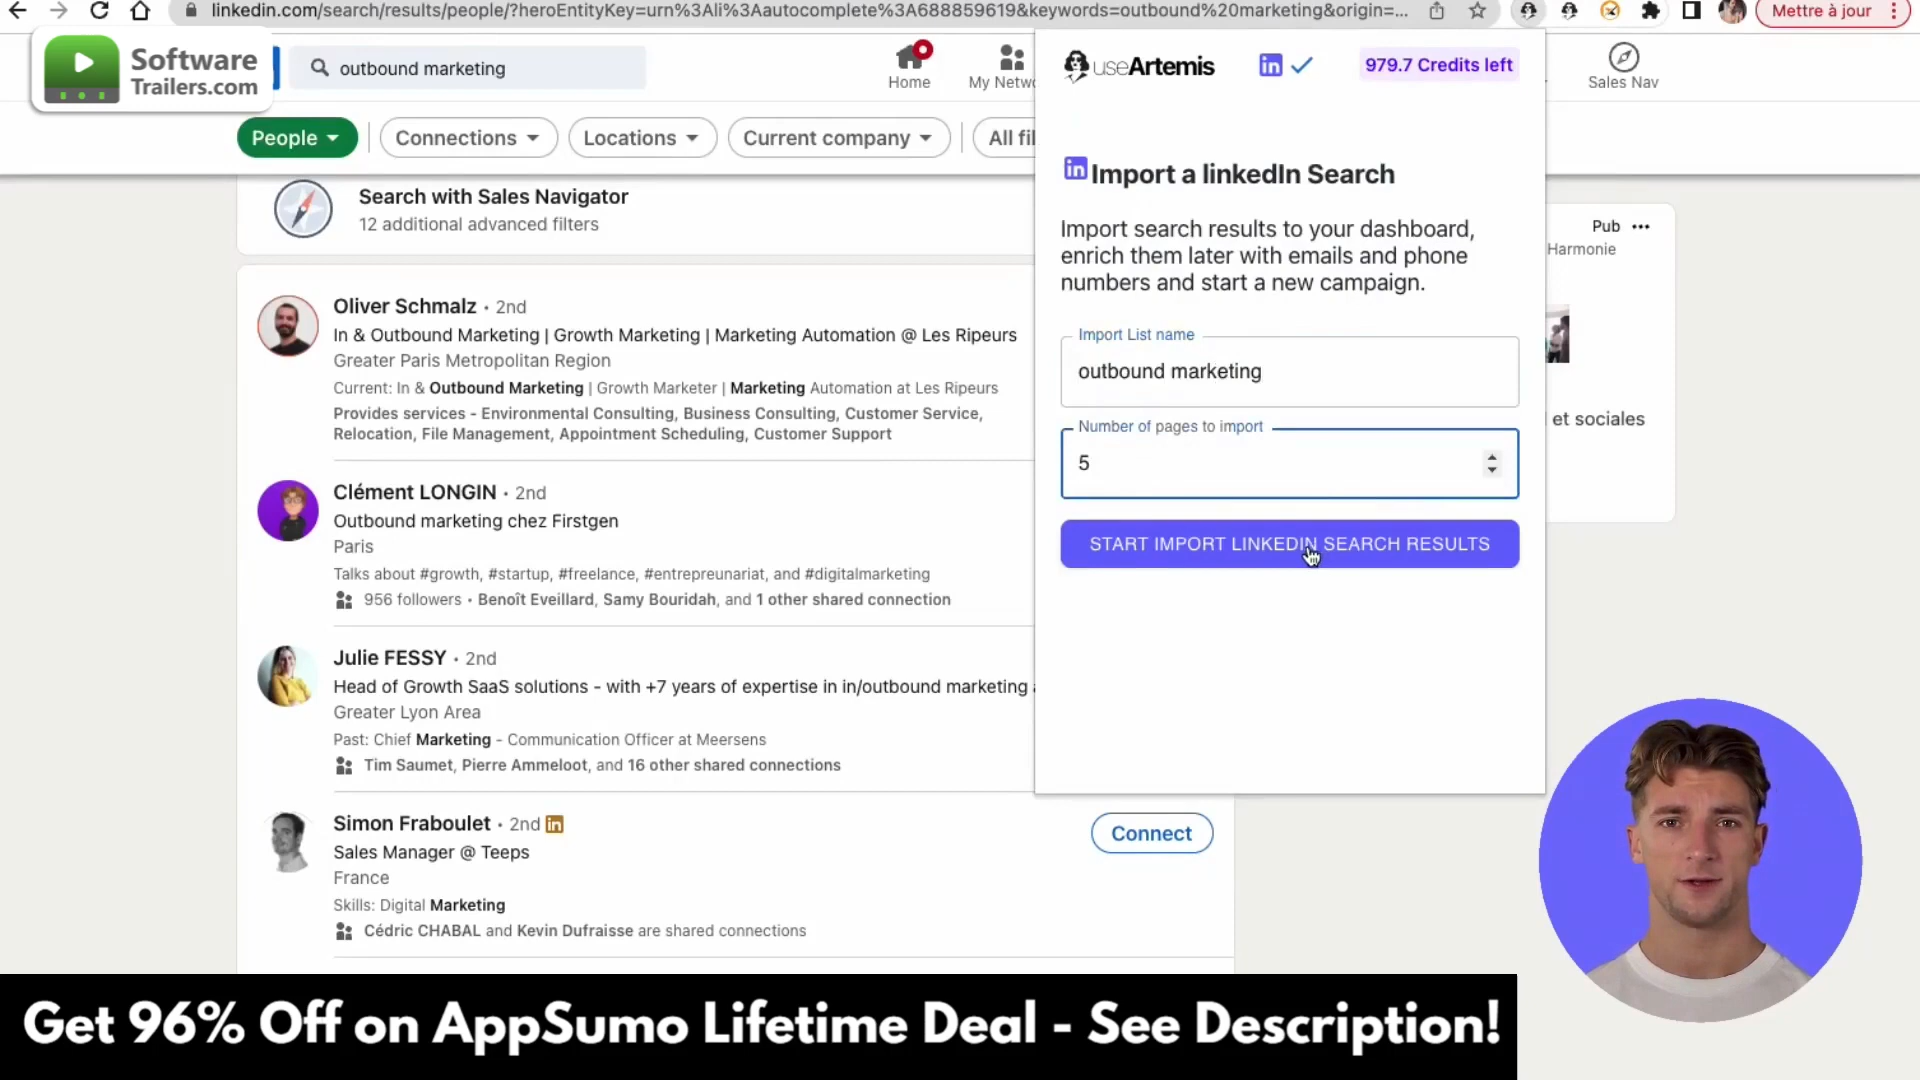 linkedin.com/search/results/people/?heroEntityKey=urn%3Ali%3Aautocomplete%3A688859619&keywords=outbound%20marketing&origin=...
Mettre à jour
Software
Trailers.com
outbound marketing
Home
My Netwo
useArtemis
in
979.7 Credits left
Sales Nav
People
Connections
Locations
Current company
All fil
Search with Sales Navigator
12 additional advanced filters
Oliver Schmalz • 2nd
In & Outbound Marketing | Growth Marketing | Marketing Automation @ Les Ripeurs
Greater Paris Metropolitan Region
Current: In & Outbound Marketing | Growth Marketer | Marketing Automation at Les Ripeurs
Provides services - Environmental Consulting, Business Consulting, Customer Service,
Relocation, File Management, Appointment Scheduling, Customer Support
Clément LONGIN • 2nd
Outbound marketing chez Firstgen
Paris
Talks about #growth, #startup, #freelance, #entrepreunariat, and #digitalmarketing
956 followers • Benoît Eveillard, Samy Bouridah, and 1 other shared connection
Julie FESSY • 2nd
Head of Growth SaaS solutions - with +7 years of expertise in in/outbound marketing
Greater Lyon Area
Past: Chief Marketing - Communication Officer at Meersens
Tim Saumet, Pierre Ammeloot, and 16 other shared connections
Simon Fraboulet • 2nd in
Sales Manager @ Teeps
France
Skills: Digital Marketing
Cédric CHABAL and Kevin Dufraisse are shared connections
Connect
in Import a linkedIn Search
Import search results to your dashboard,
enrich them later with emails and phone
numbers and start a new campaign.
Import List name
outbound marketing
Number of pages to import
5
START IMPORT LINKEDIN SEARCH RESULTS
Pub •••
Harmonie
et sociales
Get 96% Off on AppSumo Lifetime Deal - See Description!